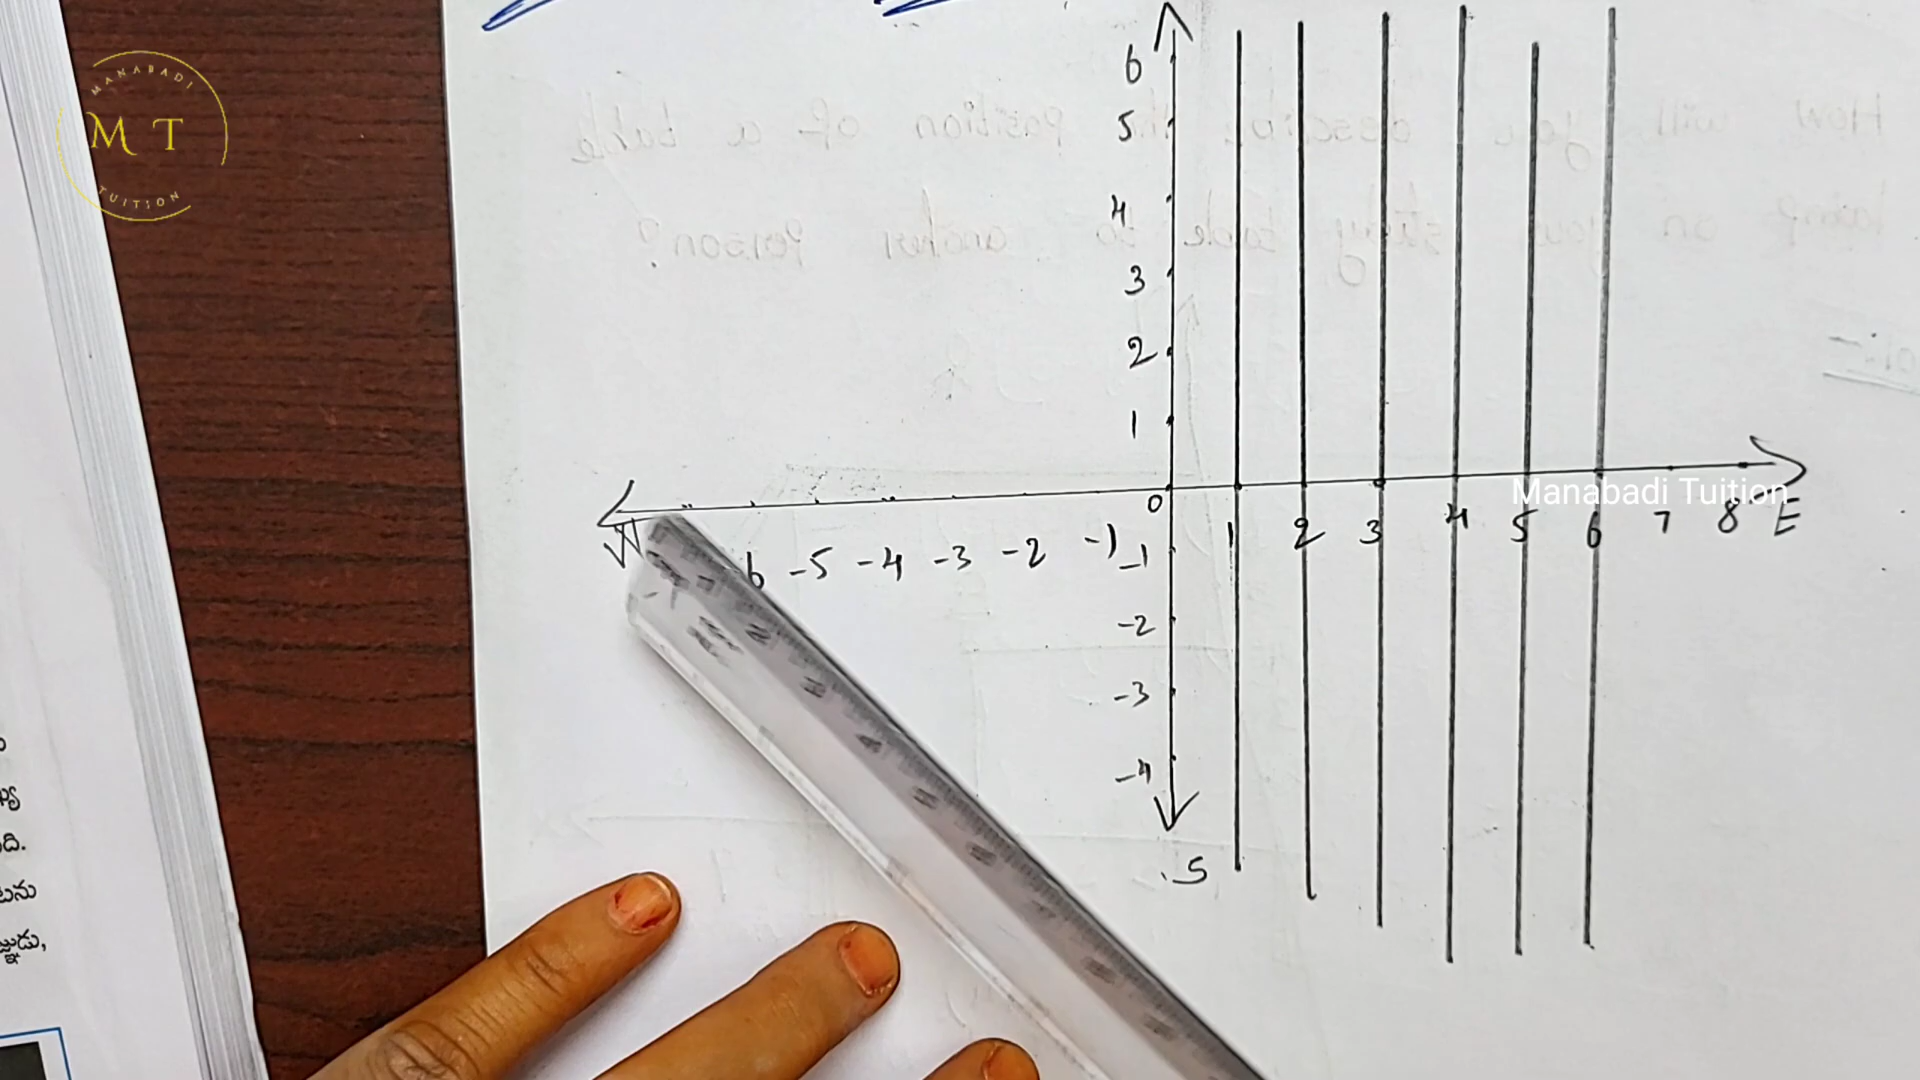 MANABADI
M T
TUITION
6
5
4
3
2
1
0
Manabadi Tuition
W
6 -5 -4 -3 -2 -1
1 2 3 4 5 6 7 8 E
-1
-2
-3
-4
S
How will you describe the position of a table
lamp on your study table to another person?
ది.
టను